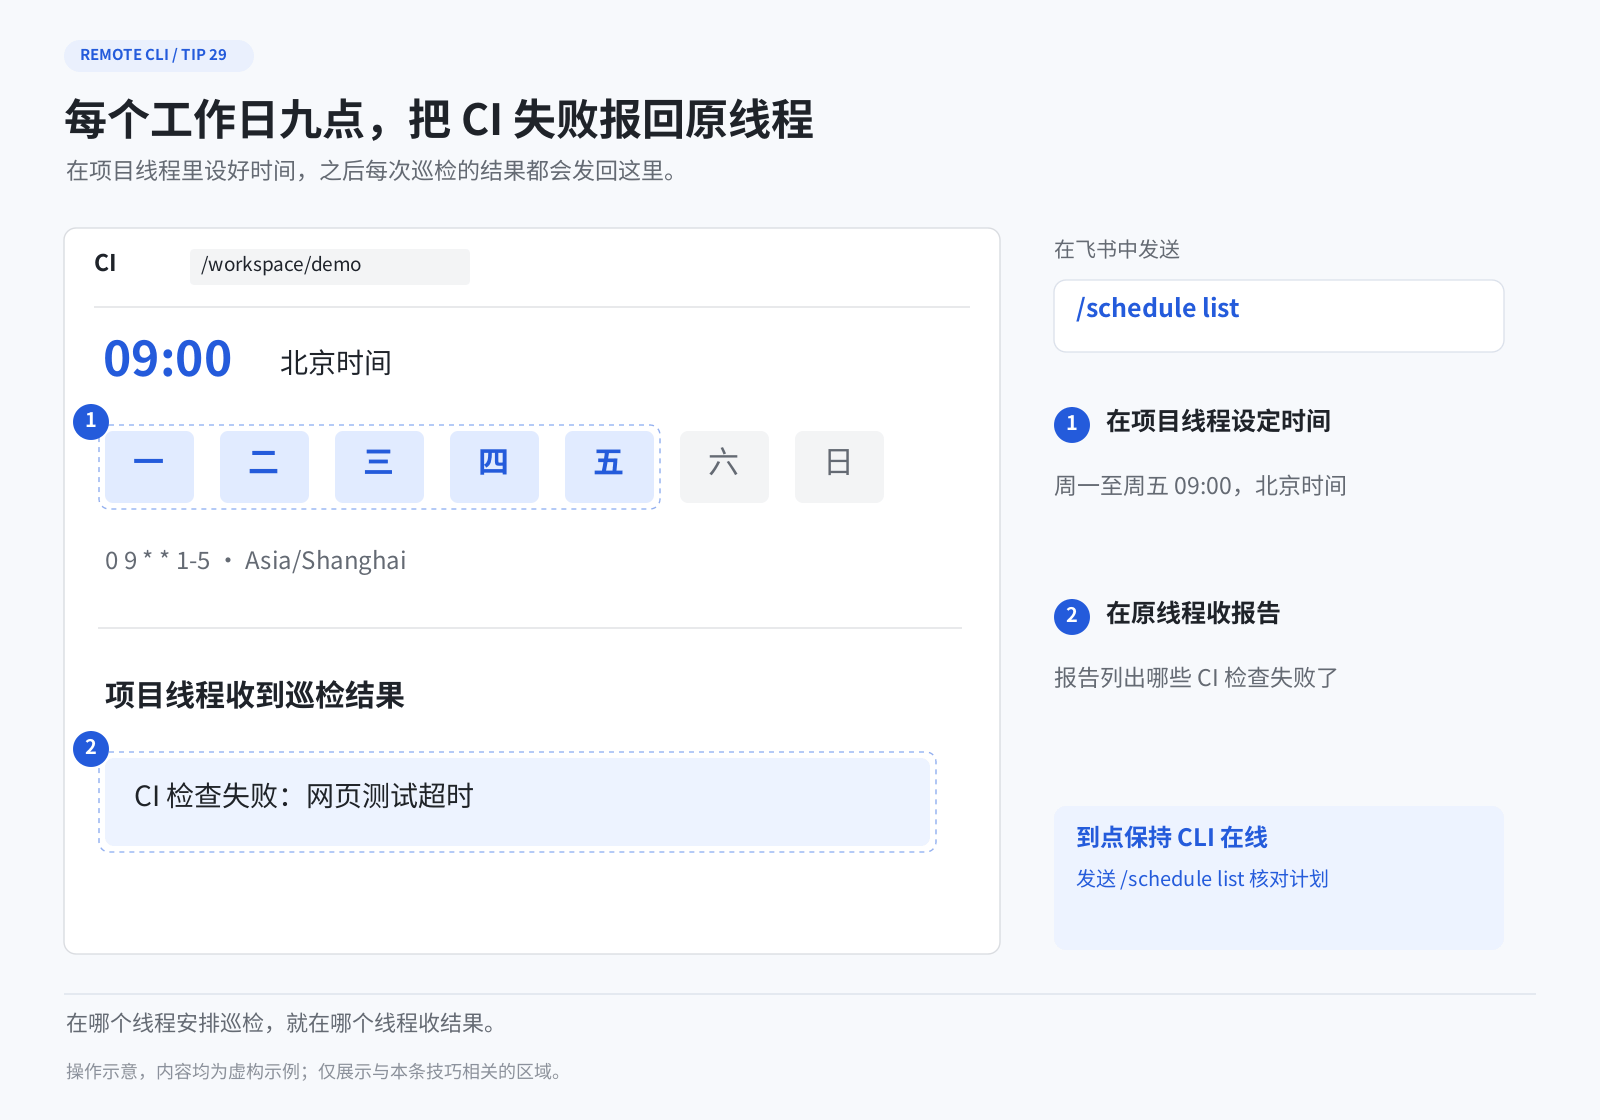 REMOTE CLI / TIP 29
每个工作日九点，把 CI 失败报回原线程
在项目线程里设好时间，之后每次巡检的结果都会发回这里。
CI
/workspace/demo
09:00
北京时间
1
一
二
三
四
五
六
日
0 9 * * 1-5 · Asia/Shanghai
项目线程收到巡检结果
2
CI 检查失败：网页测试超时
在飞书中发送
/schedule list
1
在项目线程设定时间
周一至周五 09:00，北京时间
2
在原线程收报告
报告列出哪些 CI 检查失败了
到点保持 CLI 在线
发送 /schedule list 核对计划
在哪个线程安排巡检，就在哪个线程收结果。
操作示意，内容均为虚构示例；仅展示与本条技巧相关的区域。